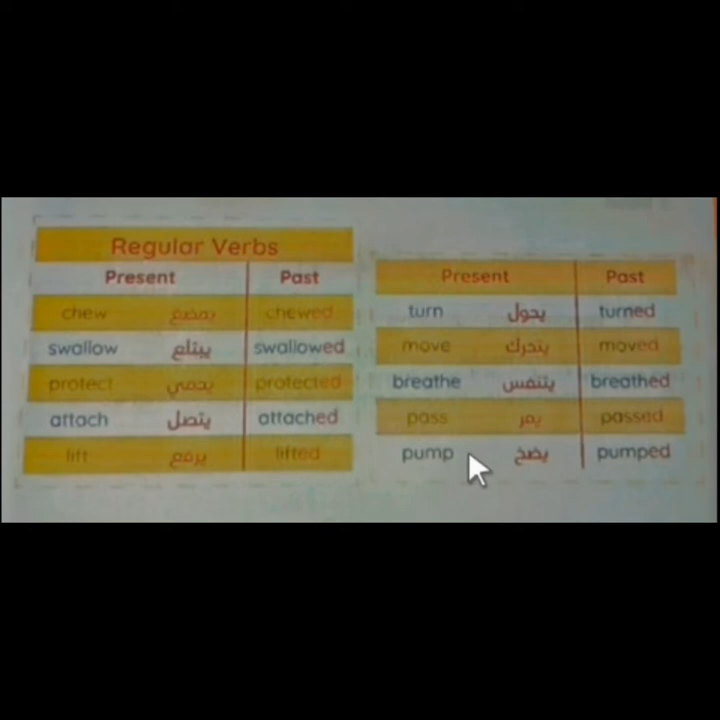 Regular Verbs
Present Past
chew يمضغ chewed
swallow يبتلع swallowed
protect يحمي protected
attach يتصل attached
lift يرفع lifted
Present Past
turn يحول turned
move يتحرك moved
breathe يتنفس breathed
pass يمر passed
pump يضخ pumped